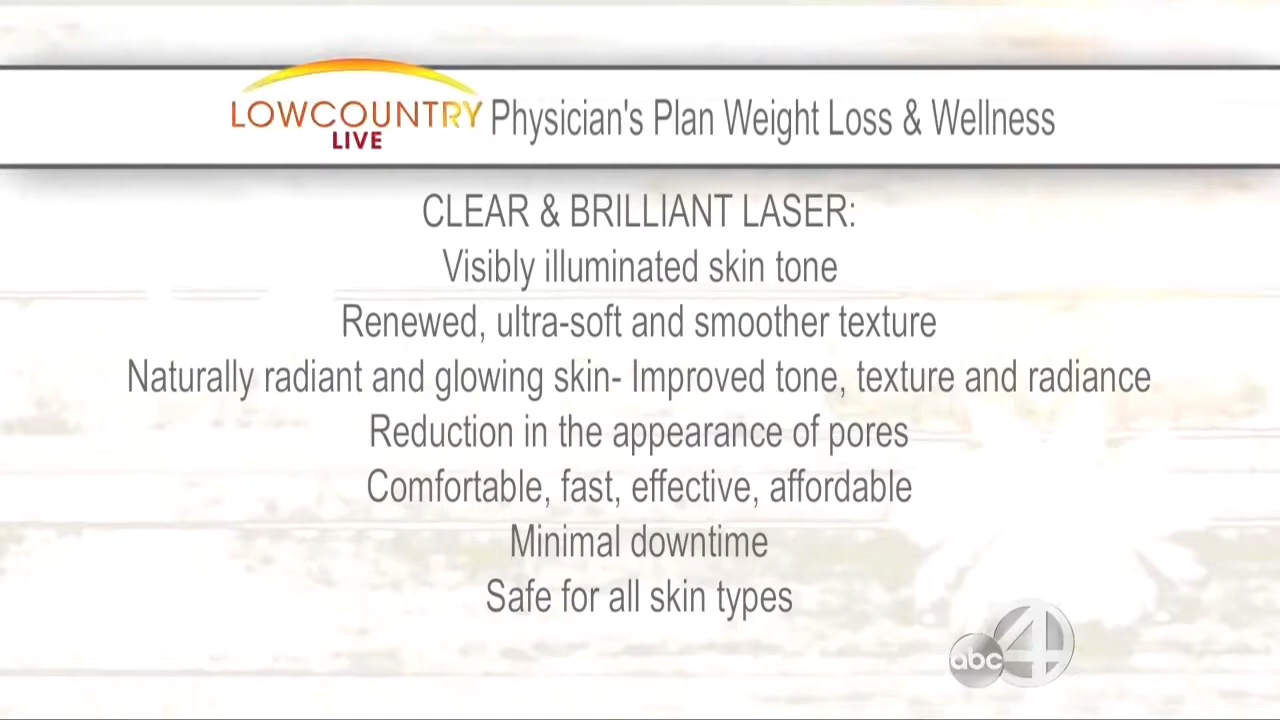 LOWCOUNTRY
LIVE
Physician's Plan Weight Loss & Wellness
CLEAR & BRILLIANT LASER:
Visibly illuminated skin tone
Renewed, ultra-soft and smoother texture
Naturally radiant and glowing skin- Improved tone, texture and radiance
Reduction in the appearance of pores
Comfortable, fast, effective, affordable
Minimal downtime
Safe for all skin types
abc 4